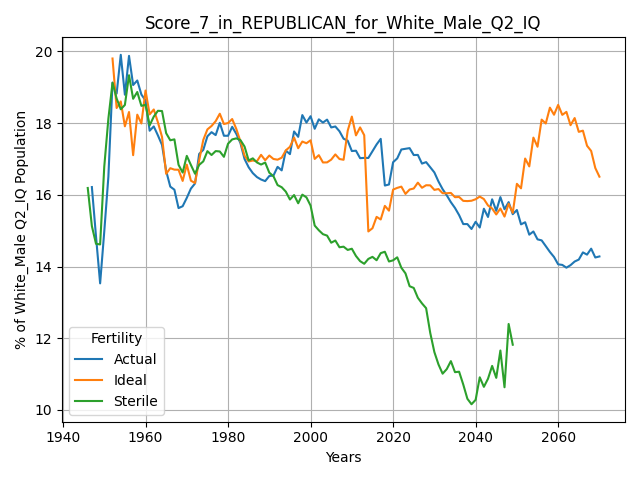 Score_7_in_REPUBLICAN_for_White_Male_Q2_IQ
% of White_Male Q2_IQ Population
20
18
16
14
12
10
Fertility
Actual
Ideal
Sterile
1940 1960 1980 2000 2020 2040 2060
Years